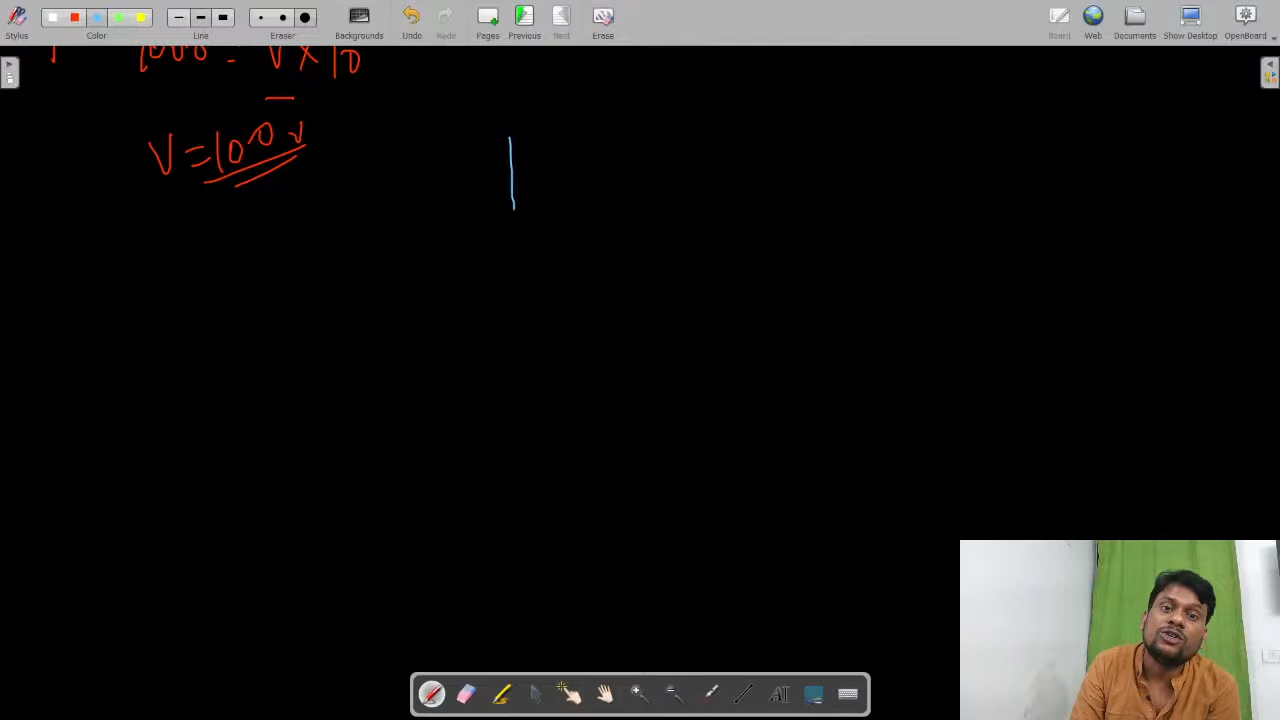 Stylus Color Line Eraser Backgrounds Undo Redo Pages Previous Next Erase Board Web Documents Show Desktop OpenBoard
1000 = V × 10
V = 100 V
AI